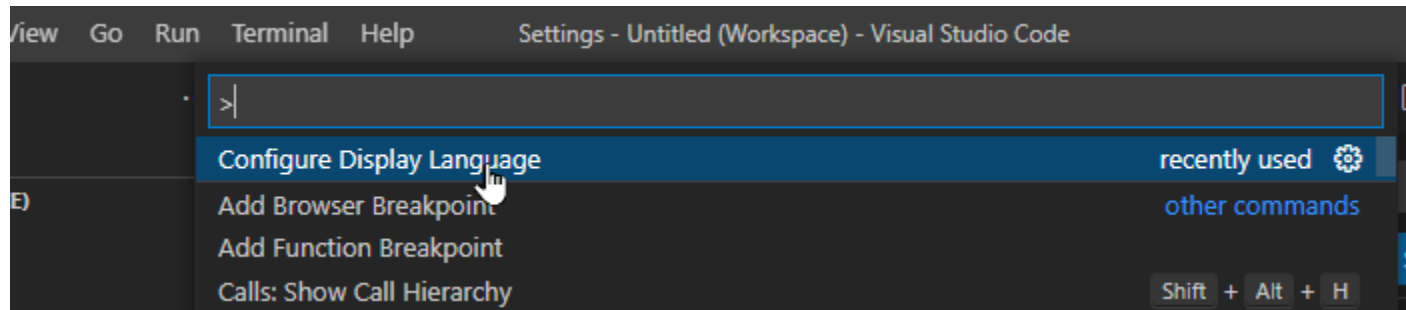 View Go Run Terminal Help Settings - Untitled (Workspace) - Visual Studio Code
>
Configure Display Language recently used
E)
Add Browser Breakpoint other commands
Add Function Breakpoint
Calls: Show Call Hierarchy Shift + Alt + H